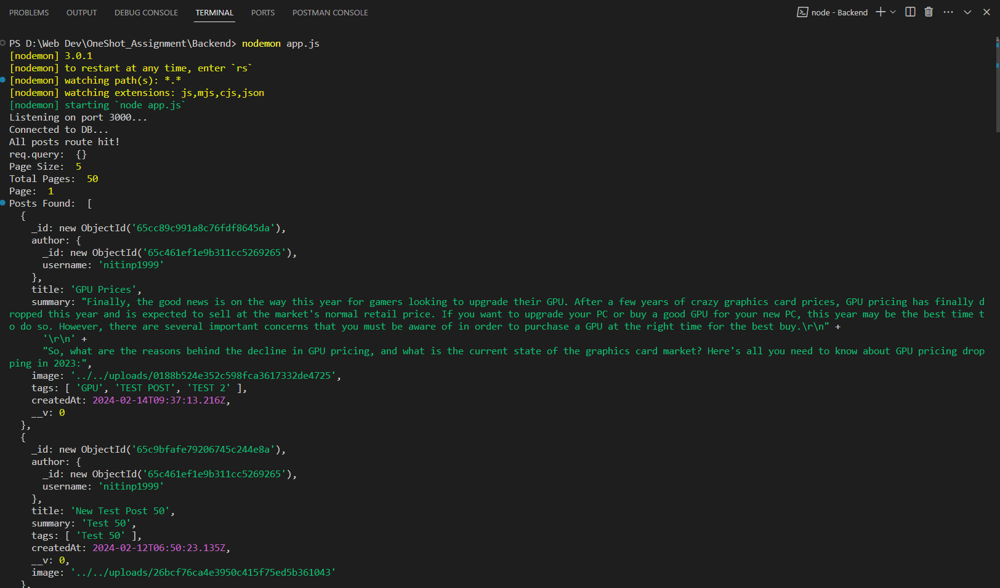 PROBLEMS OUTPUT DEBUG CONSOLE TERMINAL PORTS POSTMAN CONSOLE node - Backend
PS D:\Web Dev\OneShot_Assignment\Backend> nodemon app.js
[nodemon] 3.0.1
[nodemon] to restart at any time, enter `rs`
[nodemon] watching path(s): *.*
[nodemon] watching extensions: js,mjs,cjs,json
[nodemon] starting `node app.js`
Listening on port 3000...
Connected to DB...
All posts route hit!
req.query:  {}
Page Size:  5
Total Pages:  50
Page:  1
Posts Found:  [
  {
    _id: new ObjectId('65cc89c991a8c76fdf8645da'),
    author: {
      _id: new ObjectId('65c461ef1e9b311cc5269265'),
      username: 'nitinp1999'
    },
    title: 'GPU Prices',
    summary: "Finally, the good news is on the way this year for gamers looking to upgrade their GPU. After a few years of crazy graphics card prices, GPU pricing has finally d
ropped this year and is expected to sell at the market's normal retail price. If you want to upgrade your PC or buy a good GPU for your new PC, this year may be the best time t
o do so. However, there are several important concerns that you must be aware of in order to purchase a GPU at the right time for the best buy.\r\n" +
      '\r\n' +
      "So, what are the reasons behind the decline in GPU pricing, and what is the current state of the graphics card market? Here's all you need to know about GPU pricing drop
ping in 2023:",
    image: '../../uploads/0188b524e352c598fca3617332de4725',
    tags: [ 'GPU', 'TEST POST', 'TEST 2' ],
    createdAt: 2024-02-14T09:37:13.216Z,
    __v: 0
  },
  {
    _id: new ObjectId('65c9bfafe79206745c244e8a'),
    author: {
      _id: new ObjectId('65c461ef1e9b311cc5269265'),
      username: 'nitinp1999'
    },
    title: 'New Test Post 50',
    summary: 'Test 50',
    tags: [ 'Test 50' ],
    createdAt: 2024-02-12T06:50:23.135Z,
    __v: 0,
    image: '../../uploads/26bcf76ca4e3950c415f75ed5b361043'
  },